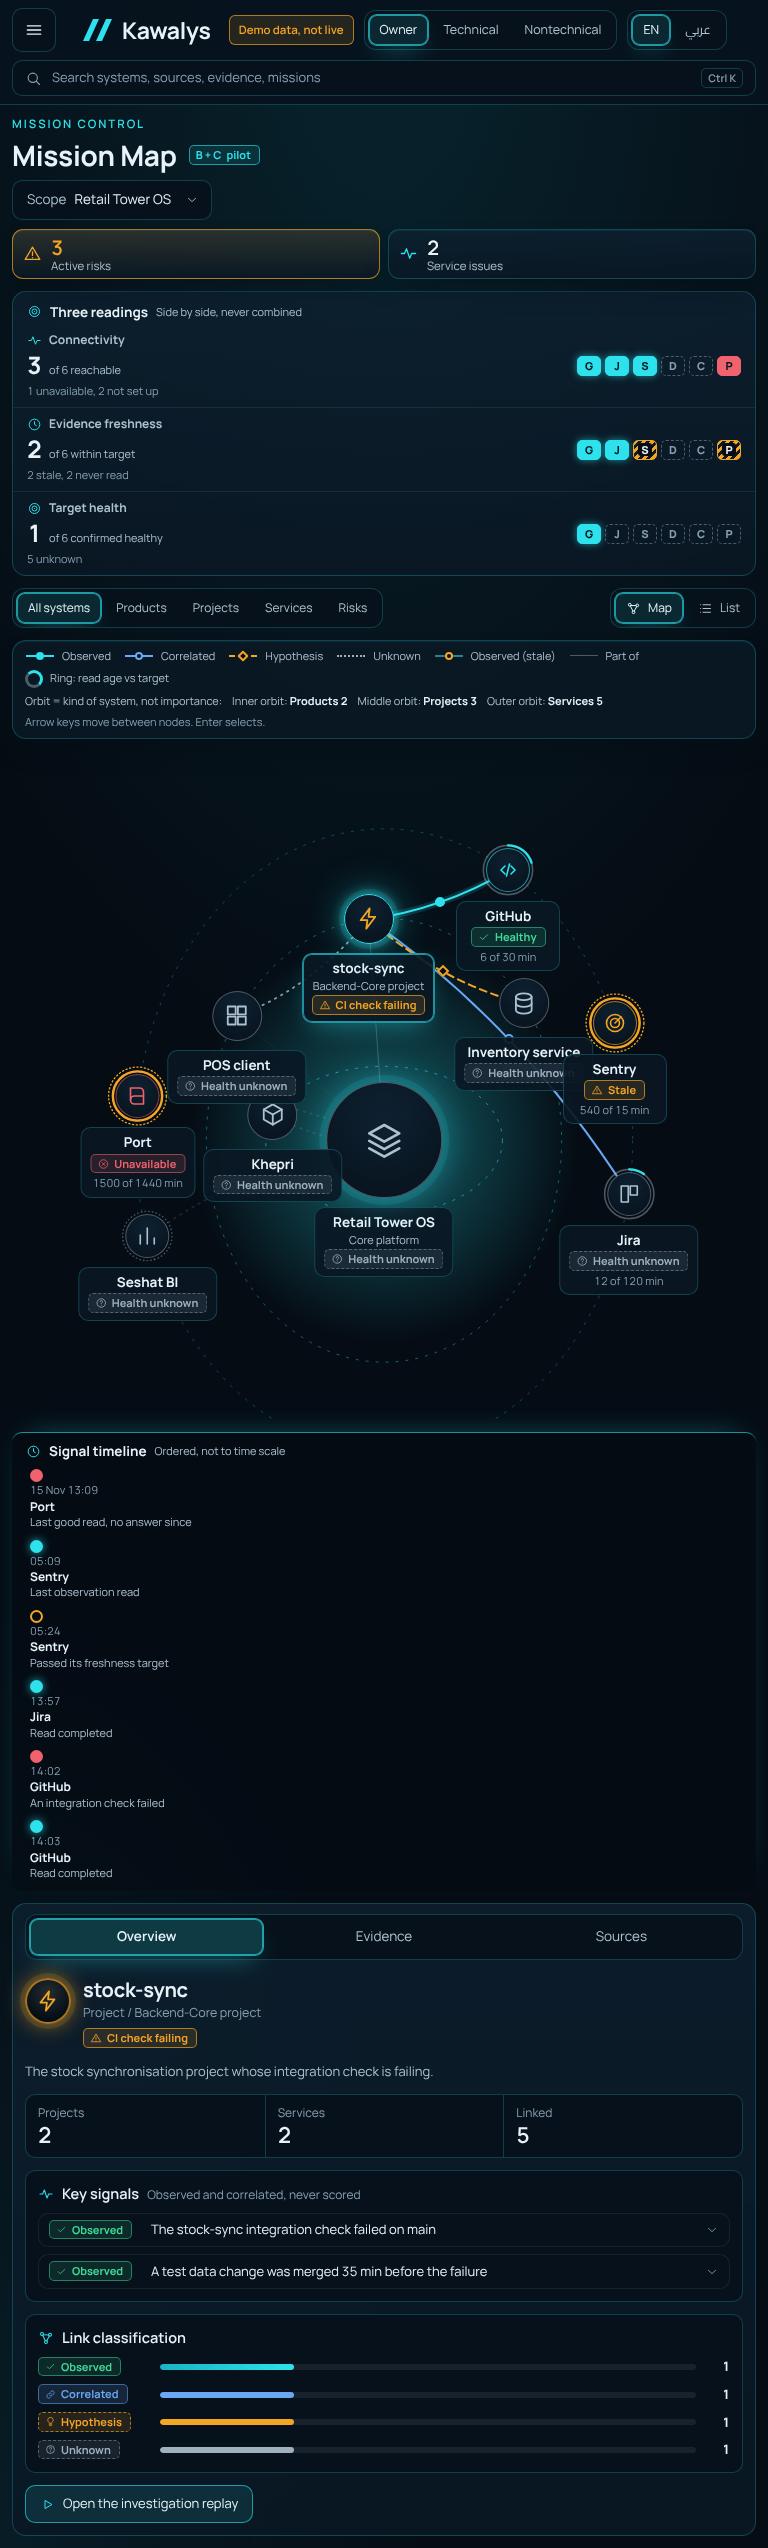 Kawalys
Demo data, not live
Owner Technical Nontechnical
EN عربي
Search systems, sources, evidence, missions Ctrl K
MISSION CONTROL
Mission Map B + C pilot
Scope Retail Tower OS
3
Active risks
2
Service issues
Three readings Side by side, never combined
Connectivity
3 of 6 reachable G J S D C P
1 unavailable, 2 not set up
Evidence freshness
2 of 6 within target G J S D C P
2 stale, 2 never read
Target health
1 of 6 confirmed healthy G J S D C P
5 unknown
All systems Products Projects Services Risks Map List
Observed Correlated Hypothesis Unknown Observed (stale) Part of
Ring: read age vs target
Orbit = kind of system, not importance: Inner orbit: Products 2 Middle orbit: Projects 3 Outer orbit: Services 5
Arrow keys move between nodes. Enter selects.
GitHub
Healthy
6 of 30 min
stock-sync
Backend-Core project
CI check failing
POS client
Health unknown
Inventory service
Health unknown
Sentry
Stale
540 of 15 min
Port
Unavailable
1500 of 1440 min
Khepri
Health unknown
Retail Tower OS
Core platform
Health unknown
Jira
Health unknown
12 of 120 min
Seshat BI
Health unknown
Signal timeline Ordered, not to time scale
15 Nov 13:09
Port
Last good read, no answer since
05:09
Sentry
Last observation read
05:24
Sentry
Passed its freshness target
13:57
Jira
Read completed
14:02
GitHub
An integration check failed
14:03
GitHub
Read completed
Overview Evidence Sources
stock-sync
Project / Backend-Core project
CI check failing
The stock synchronisation project whose integration check is failing.
Projects Services Linked
2 2 5
Key signals Observed and correlated, never scored
Observed The stock-sync integration check failed on main
Observed A test data change was merged 35 min before the failure
Link classification
Observed 1
Correlated 1
Hypothesis 1
Unknown 1
Open the investigation replay